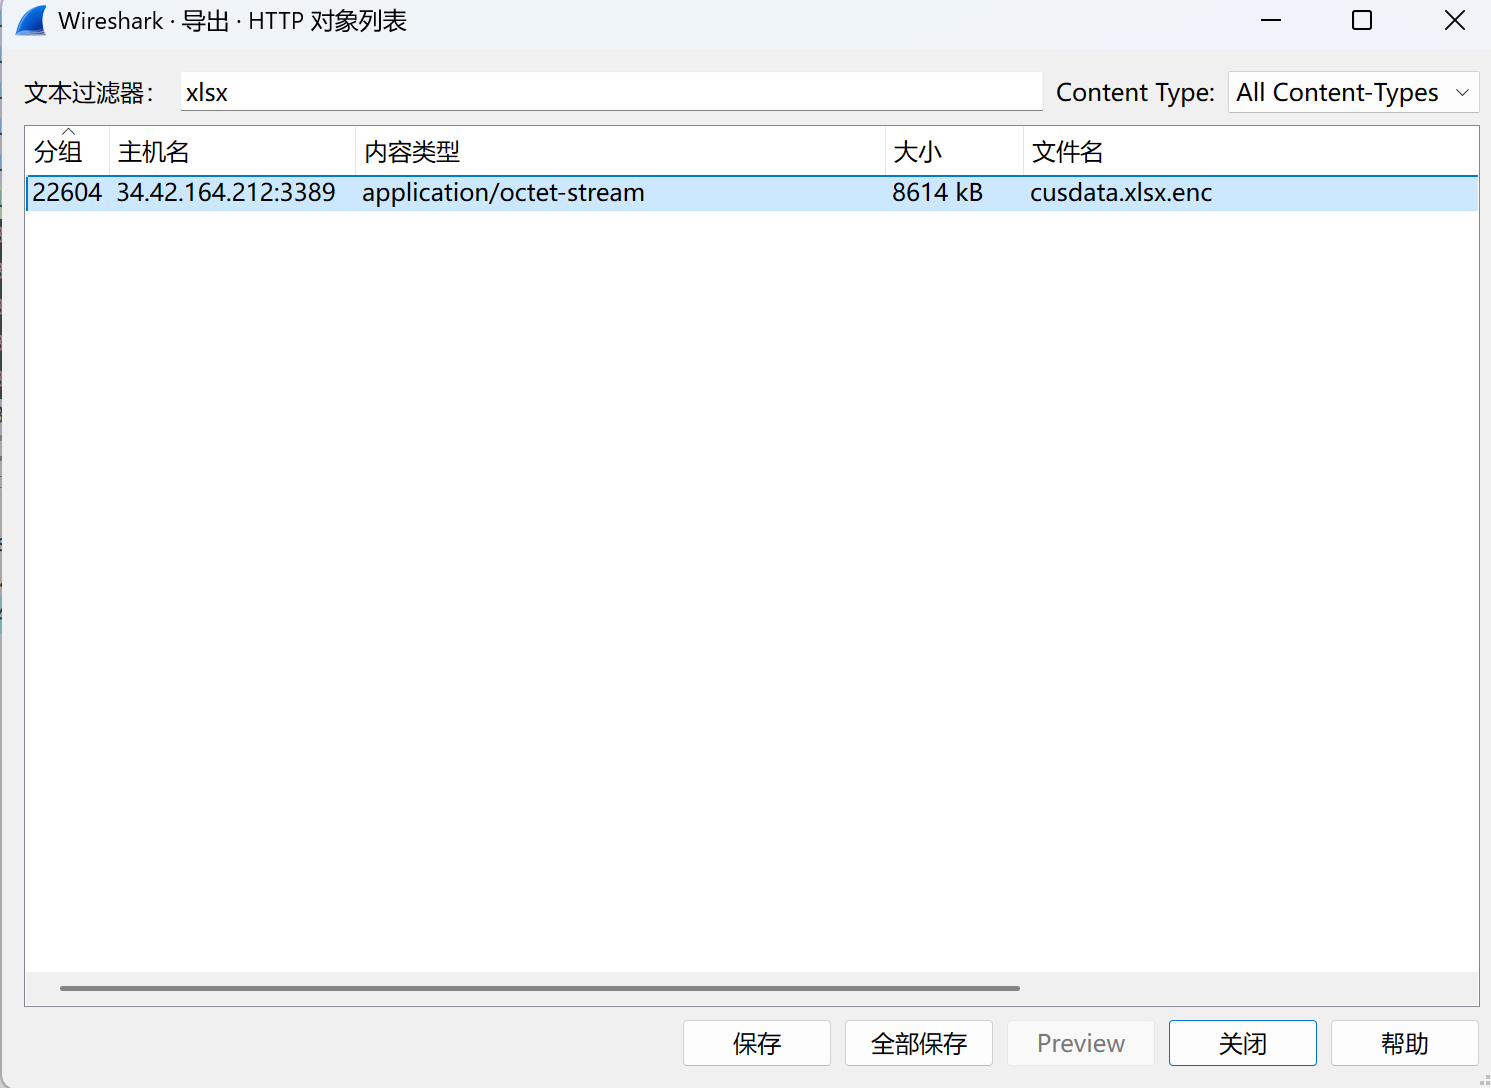 Wireshark · 导出 · HTTP 对象列表
文本过滤器： xlsx Content Type: All Content-Types
分组 主机名 内容类型 大小 文件名
22604 34.42.164.212:3389 application/octet-stream 8614 kB cusdata.xlsx.enc
保存 全部保存 Preview 关闭 帮助